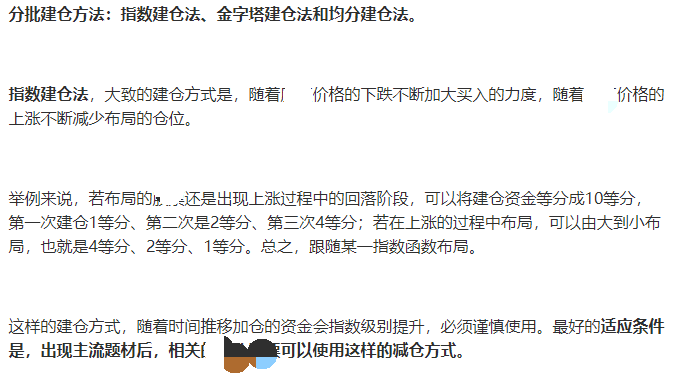 分批建仓方法：指数建仓法、金字塔建仓法和均分建仓法。
指数建仓法，大致的建仓方式是，随着价格的下跌不断加大买入的力度，随着价格的
上涨不断减少布局的仓位。
举例来说，若布局的还是出现上涨过程中的回落阶段，可以将建仓资金等分成10等分，
第一次建仓1等分、第二次是2等分、第三次4等分；若在上涨的过程中布局，可以由大到小布
局，也就是4等分、2等分、1等分。总之，跟随某一指数函数布局。
这样的建仓方式，随着时间推移加仓的资金会指数级别提升，必须谨慎使用。最好的适应条件
是，出现主流题材后，相关可以使用这样的减仓方式。